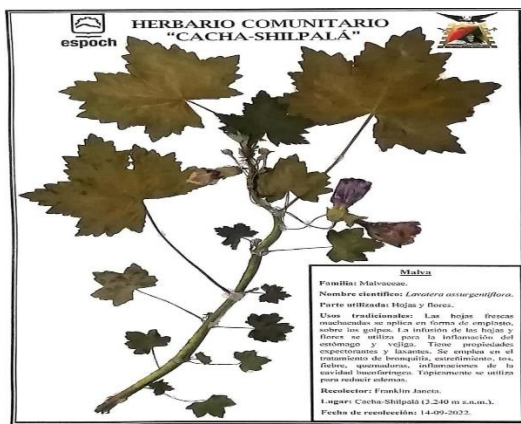 espoch
HERBARIO COMUNITARIO
"CACHA-SHILPALÁ"
Malva
Familia: Malvaceae.
Nombre científico: Lavatera assurgentiflora.
Parte utilizada: Hojas y flores.
Usos tradicionales: Las hojas frescas
machacadas se aplica en forma de emplasto,
sobre los golpes. La infusión de las hojas y
flores se utiliza para la inflamación del
estómago y vejiga. Tiene propiedades
expectorantes y laxantes. Se emplea en el
tratamiento de bronquitis, estreñimiento, tos,
fiebre, quemaduras, inflamaciones de la
cavidad bucofaríngea. Tópicamente se utiliza
para reducir edemas.
Recolector: Franklin Janeta.
Lugar: Cacha-Shilpalá (3.240 m s.n.m.).
Fecha de recolección: 14-09-2022.